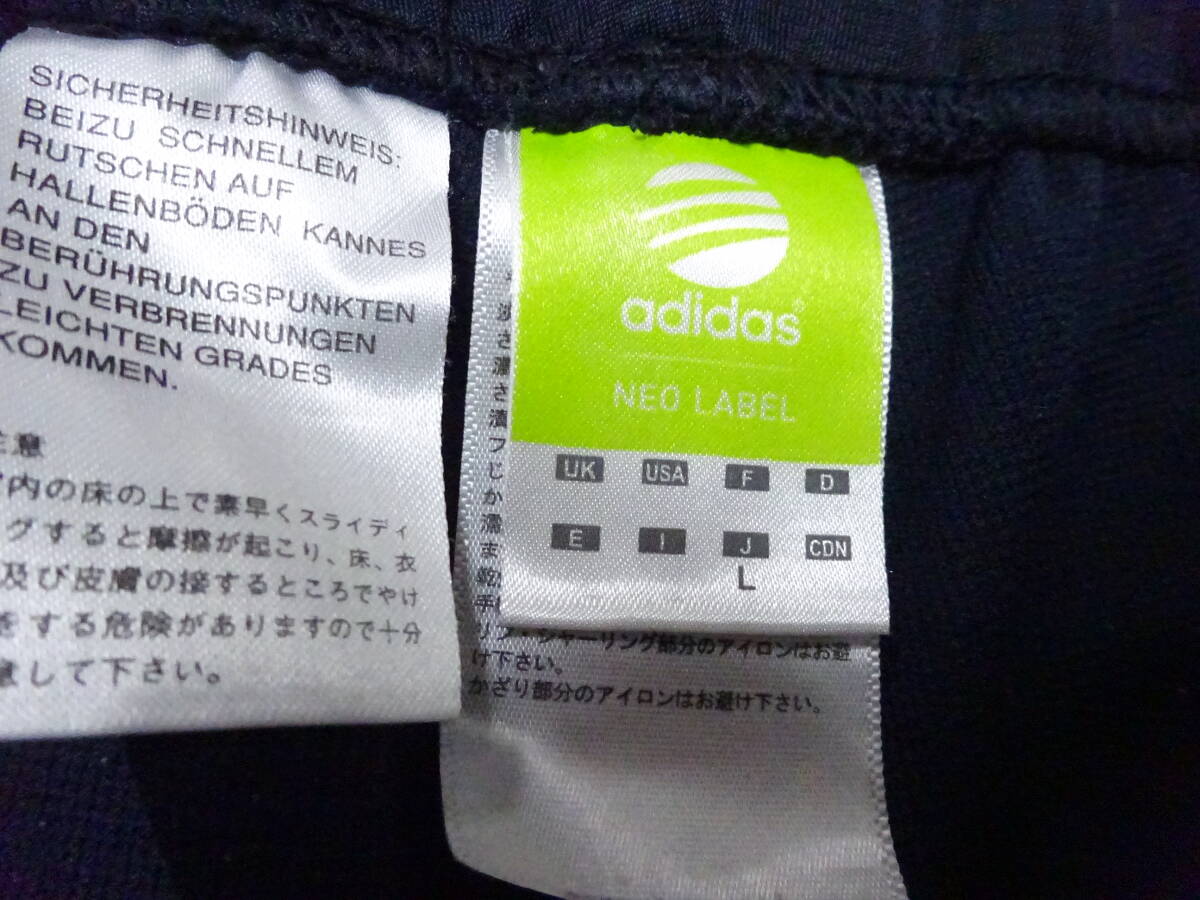 SICHERHEITSHINWEIS:
BEIZU SCHNELLEM
RUTSCHEN AUF
HALLENBÖDEN KANNES
AN DEN
BERÜHRUNGSPUNKTEN
ZU VERBRENNUNGEN
LEICHTEN GRADES
KOMMEN.
注意
内の床の上で素早くスライディ
グすると摩擦が起こり、床、衣
及び皮膚の接するところでやけ
をする危険がありますので十分
意して下さい。
adidas
NEO LABEL
UK USA F D
E I J CDN
L
リング・シャーリング部分のアイロンはお避
け下さい。
かざり部分のアイロンはお避け下さい。